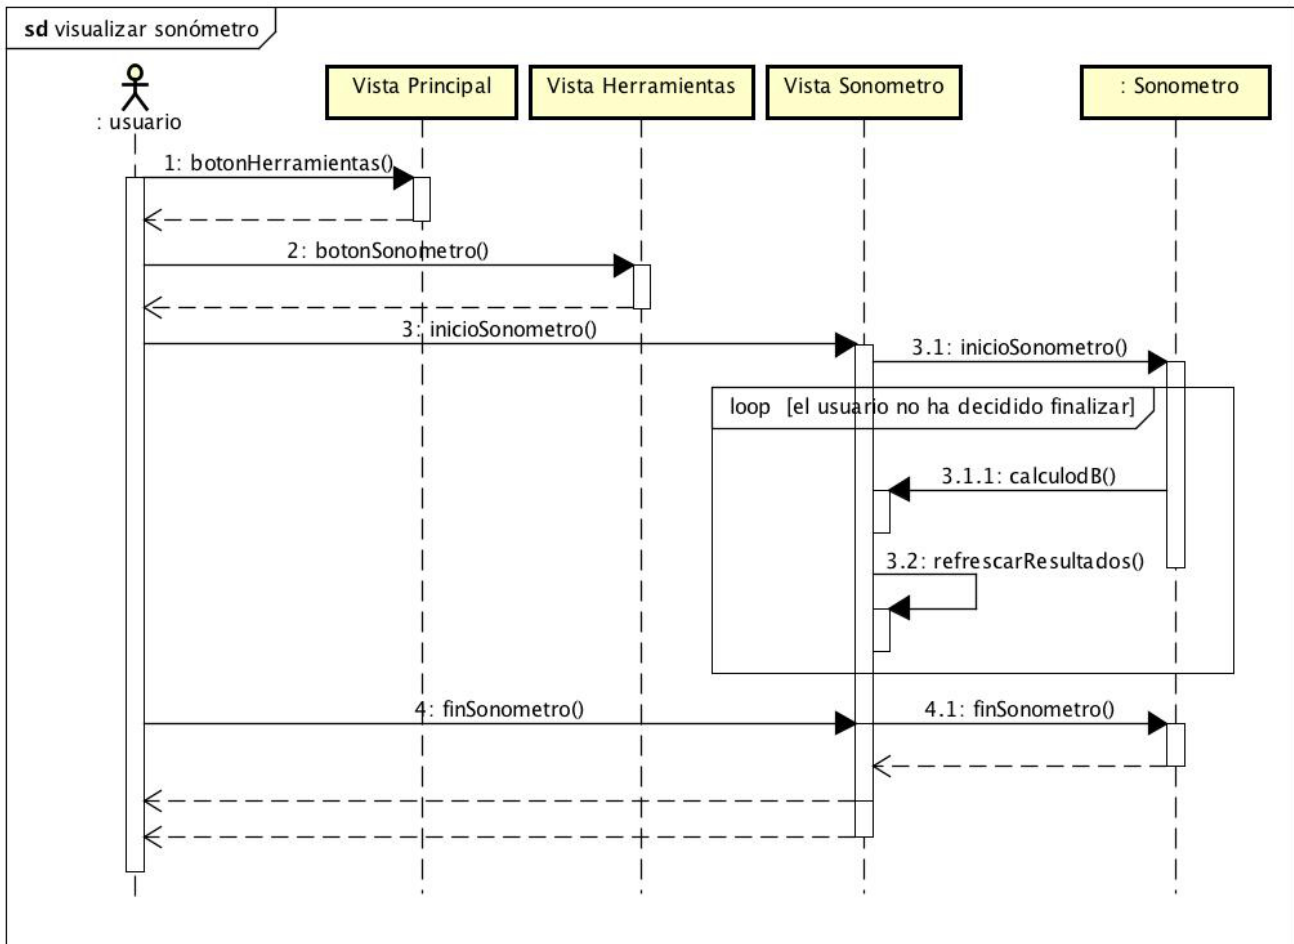 sd visualizar sonómetro
Vista Principal
Vista Herramientas
Vista Sonometro
: Sonometro
: usuario
1: botonHerramientas()
2: botonSonometro()
3: inicioSonometro()
3.1: inicioSonometro()
loop [el usuario no ha decidido finalizar]
3.1.1: calculodB()
3.2: refrescarResultados()
4: finSonometro()
4.1: finSonometro()